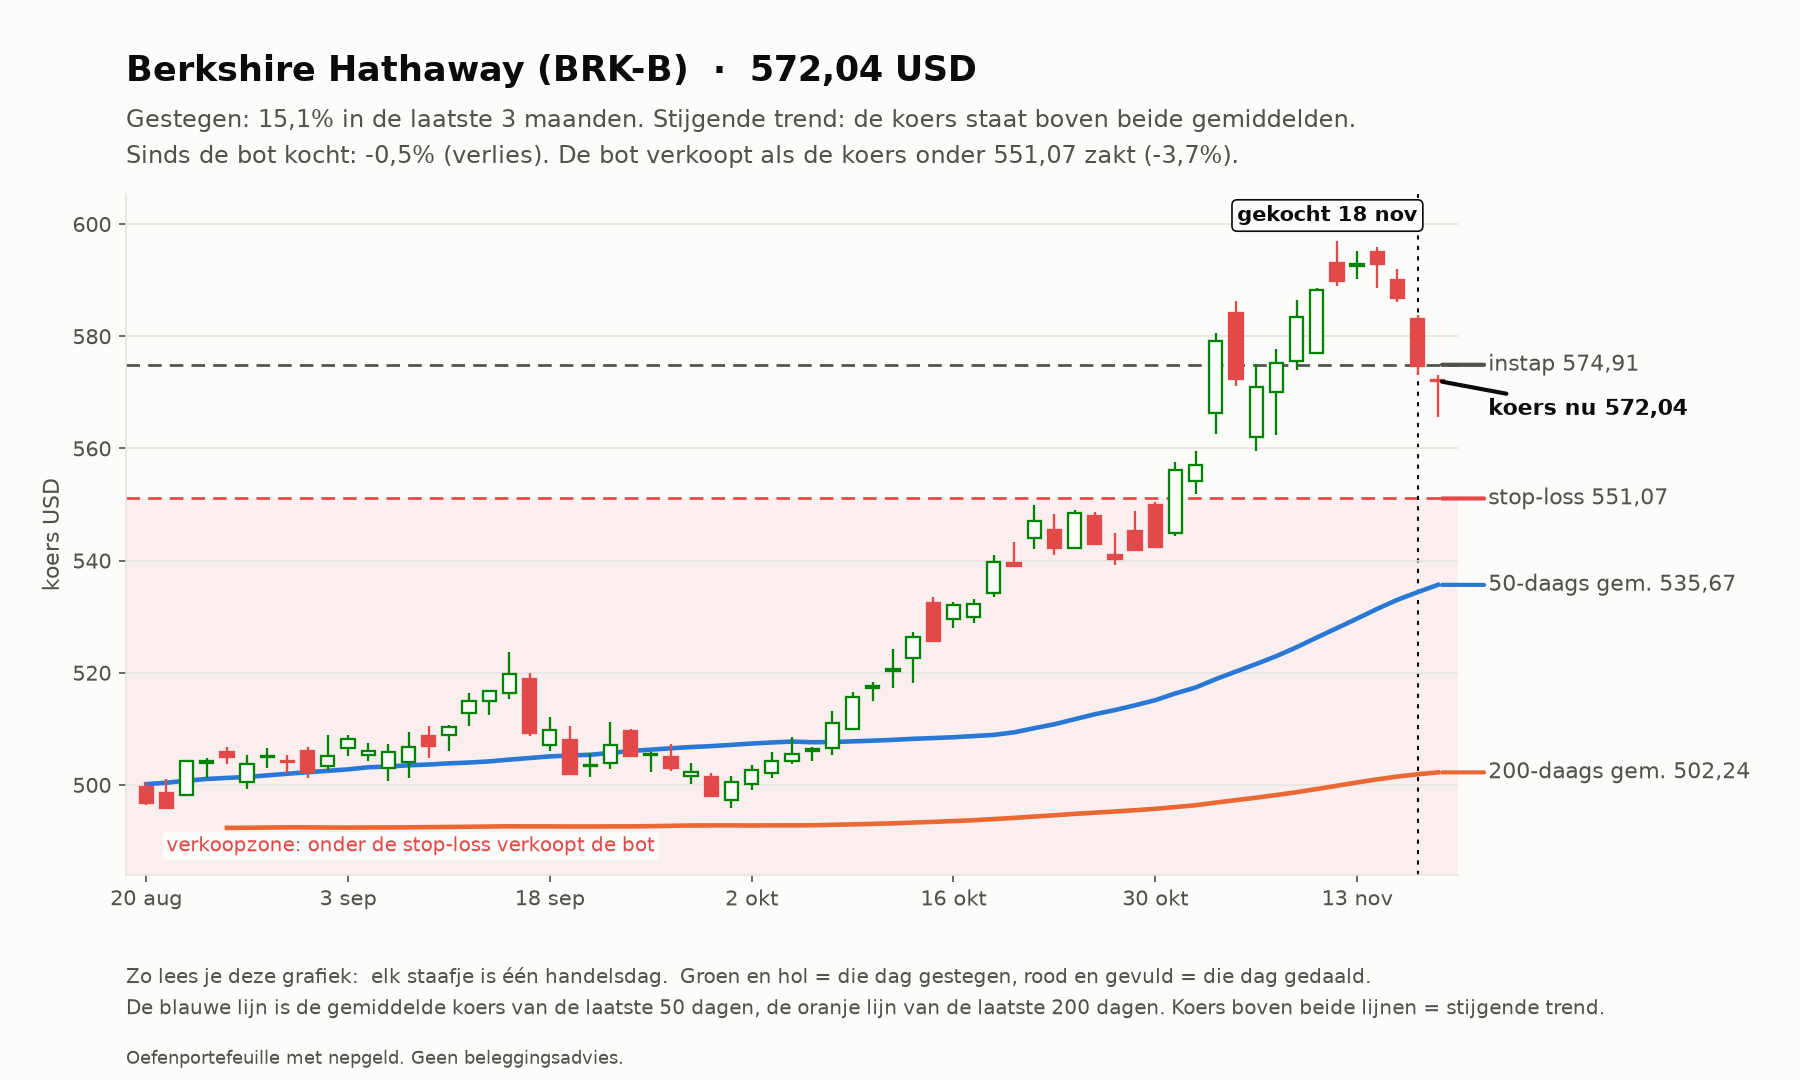 Berkshire Hathaway (BRK-B)  ·  572,04 USD
Gestegen: 15,1% in de laatste 3 maanden. Stijgende trend: de koers staat boven beide gemiddelden.
Sinds de bot kocht: -0,5% (verlies). De bot verkoopt als de koers onder 551,07 zakt (-3,7%).
gekocht 18 nov
600
580
560
540
520
500
koers USD
instap 574,91
koers nu 572,04
stop-loss 551,07
50-daags gem. 535,67
200-daags gem. 502,24
verkoopzone: onder de stop-loss verkoopt de bot
20 aug
3 sep
18 sep
2 okt
16 okt
30 okt
13 nov
Zo lees je deze grafiek:  elk staafje is één handelsdag.  Groen en hol = die dag gestegen, rood en gevuld = die dag gedaald.
De blauwe lijn is de gemiddelde koers van de laatste 50 dagen, de oranje lijn van de laatste 200 dagen. Koers boven beide lijnen = stijgende trend.
Oefenportefeuille met nepgeld. Geen beleggingsadvies.